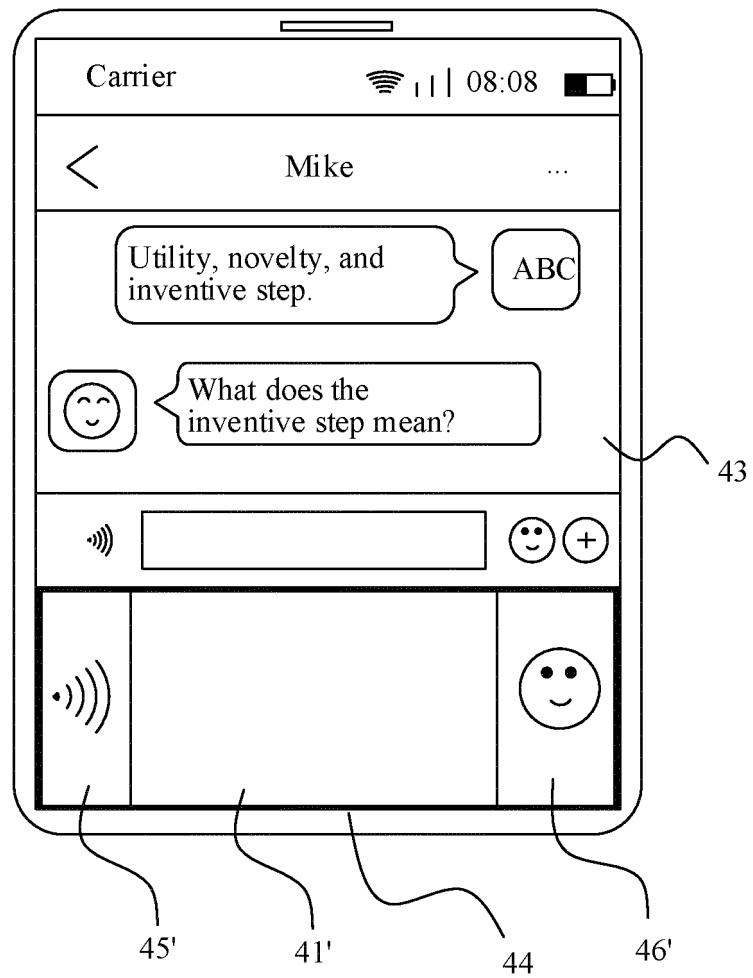 Carrier 08:08
Mike ...
Utility, novelty, and
inventive step.
ABC
What does the
inventive step mean?
43
+
45'
41'
44
46'